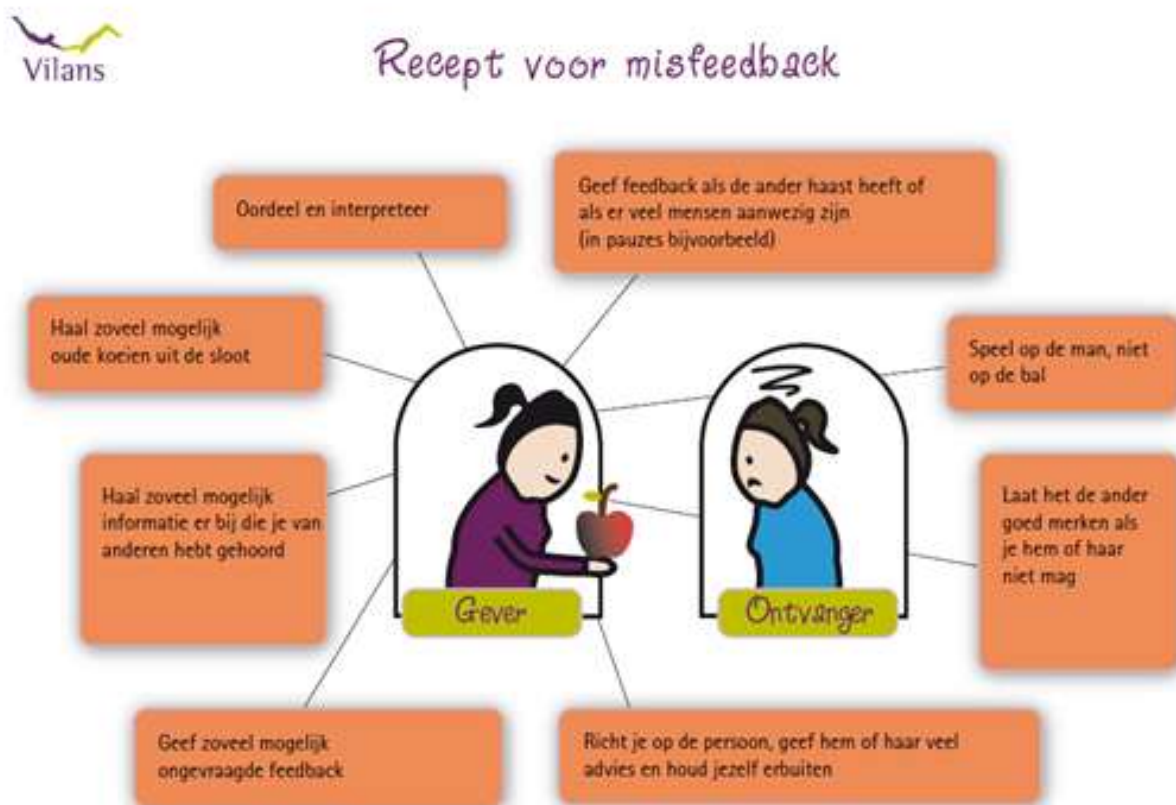 Vilans
Recept voor misfeedback
Oordeel en interpreteer
Geef feedback als de ander haast heeft of
als er veel mensen aanwezig zijn
(in pauzes bijvoorbeeld)
Haal zoveel mogelijk
oude koeien uit de sloot
Speel op de man, niet
op de bal
Haal zoveel mogelijk
informatie er bij die je van
anderen hebt gehoord
Laat het de ander
goed merken als
je hem of haar
niet mag
Gever
Ontvanger
Geef zoveel mogelijk
ongevraagde feedback
Richt je op de persoon, geef hem of haar veel
advies en houd jezelf erbuiten